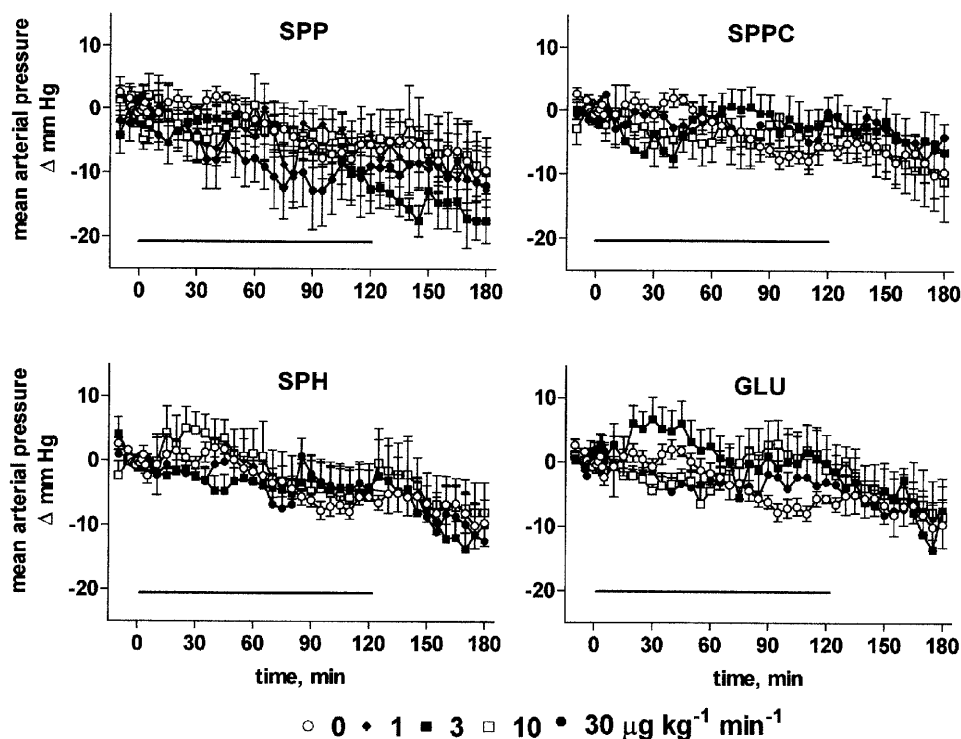 SPP
SPPC
mean arterial pressure
Δ mm Hg
10
0
-10
-20
0 30 60 90 120 150 180
10
0
-10
-20
0 30 60 90 120 150 180
SPH
GLU
mean arterial pressure
Δ mm Hg
10
0
-10
-20
0 30 60 90 120 150 180
time, min
10
0
-10
-20
0 30 60 90 120 150 180
time, min
○ 0 ◆ 1 ■ 3 □ 10 ● 30 µg kg⁻¹ min⁻¹